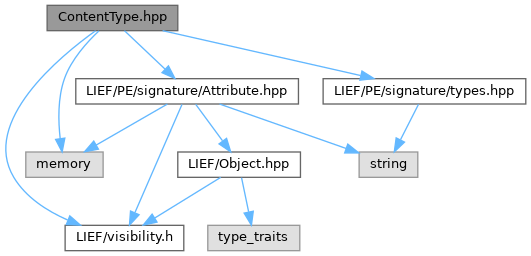 ContentType.hpp
LIEF/PE/signature/Attribute.hpp
LIEF/PE/signature/types.hpp
memory
LIEF/Object.hpp
string
LIEF/visibility.h
type_traits